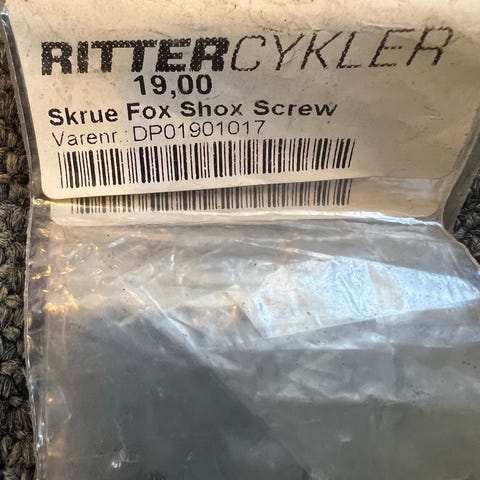 RITTERCYKLER
19,00
Skrue Fox Shox Screw
Varenr.: DP01901017